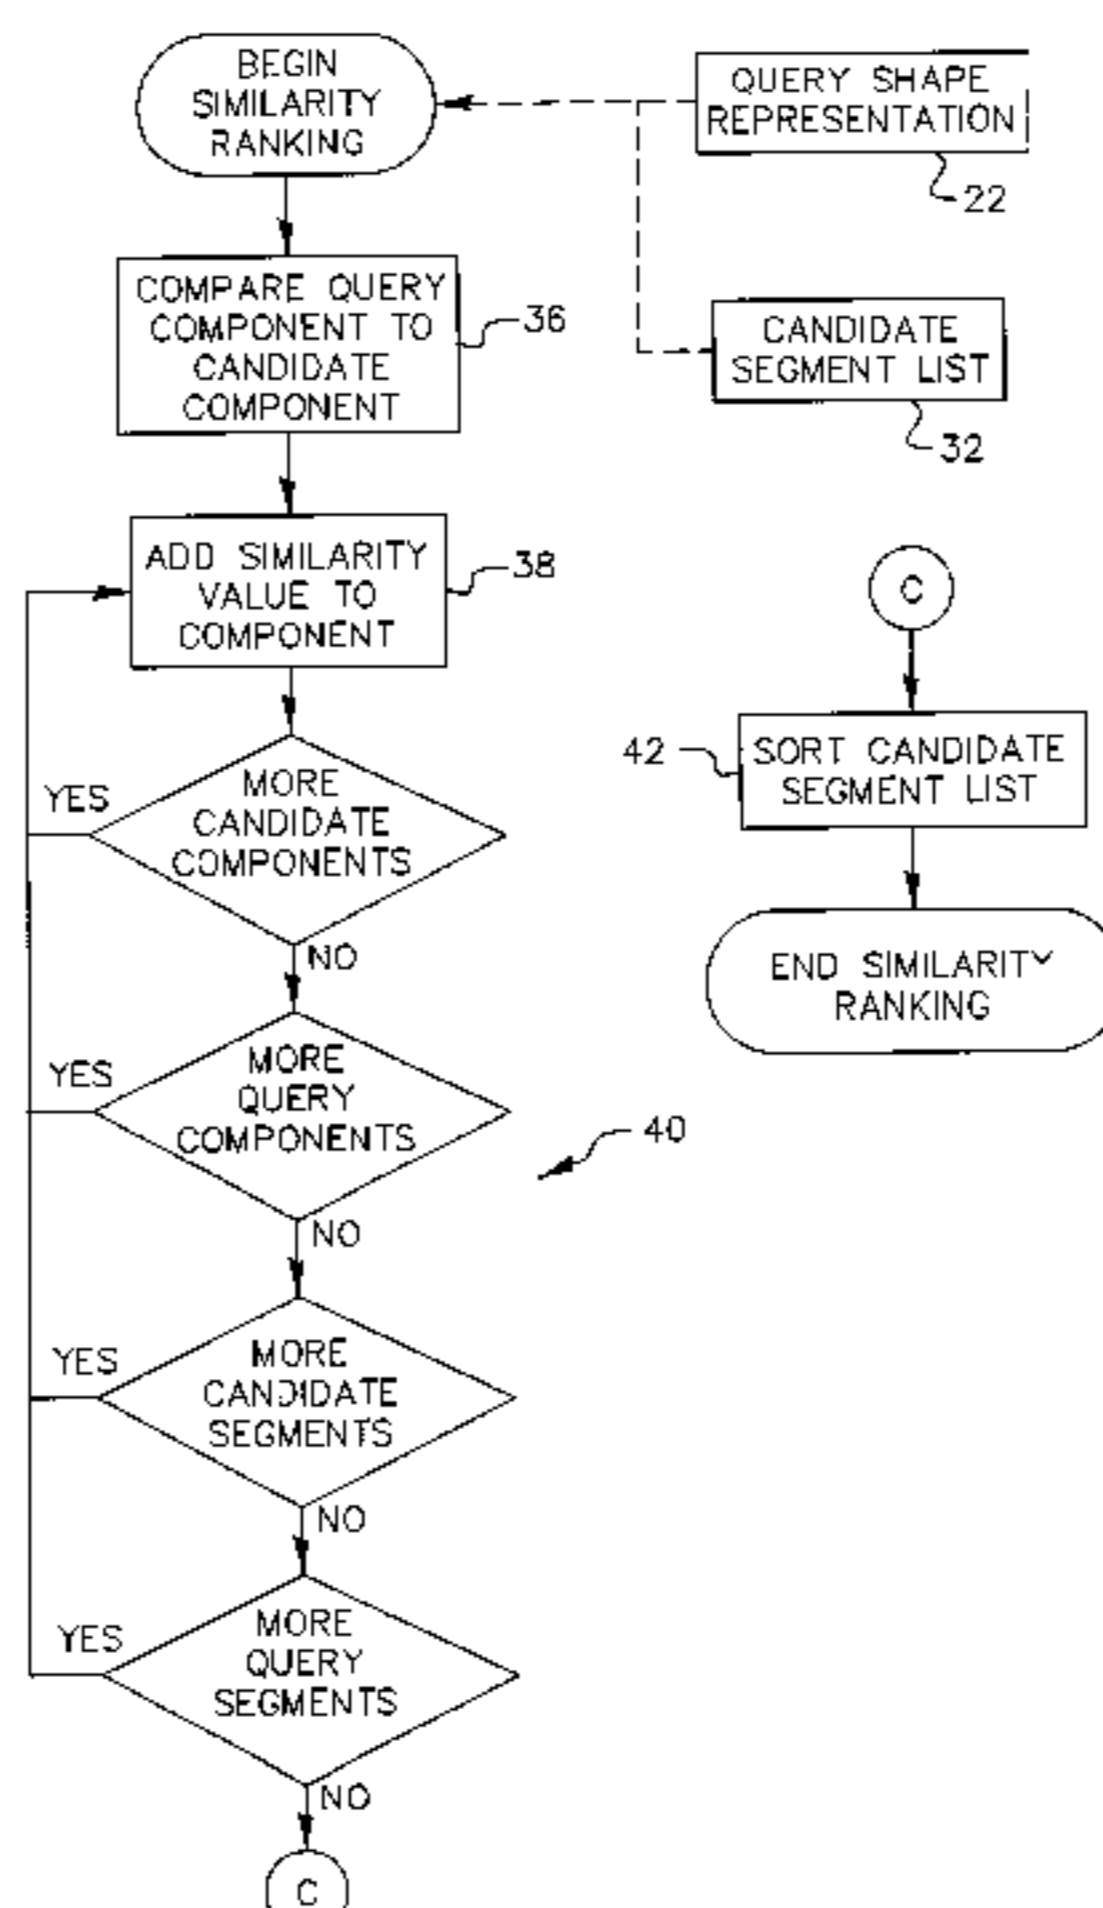 BEGIN
SIMILARITY
RANKING
QUERY SHAPE
REPRESENTATION
22
COMPARE QUERY
COMPONENT TO
CANDIDATE
COMPONENT
36
CANDIDATE
SEGMENT LIST
32
ADD SIMILARITY
VALUE TO
COMPONENT
38
C
YES
MORE
CANDIDATE
COMPONENTS
NO
42
SORT CANDIDATE
SEGMENT LIST
END SIMILARITY
RANKING
YES
MORE
QUERY
COMPONENTS
NO
40
YES
MORE
CANDIDATE
SEGMENTS
NO
YES
MORE
QUERY
SEGMENTS
NO
C